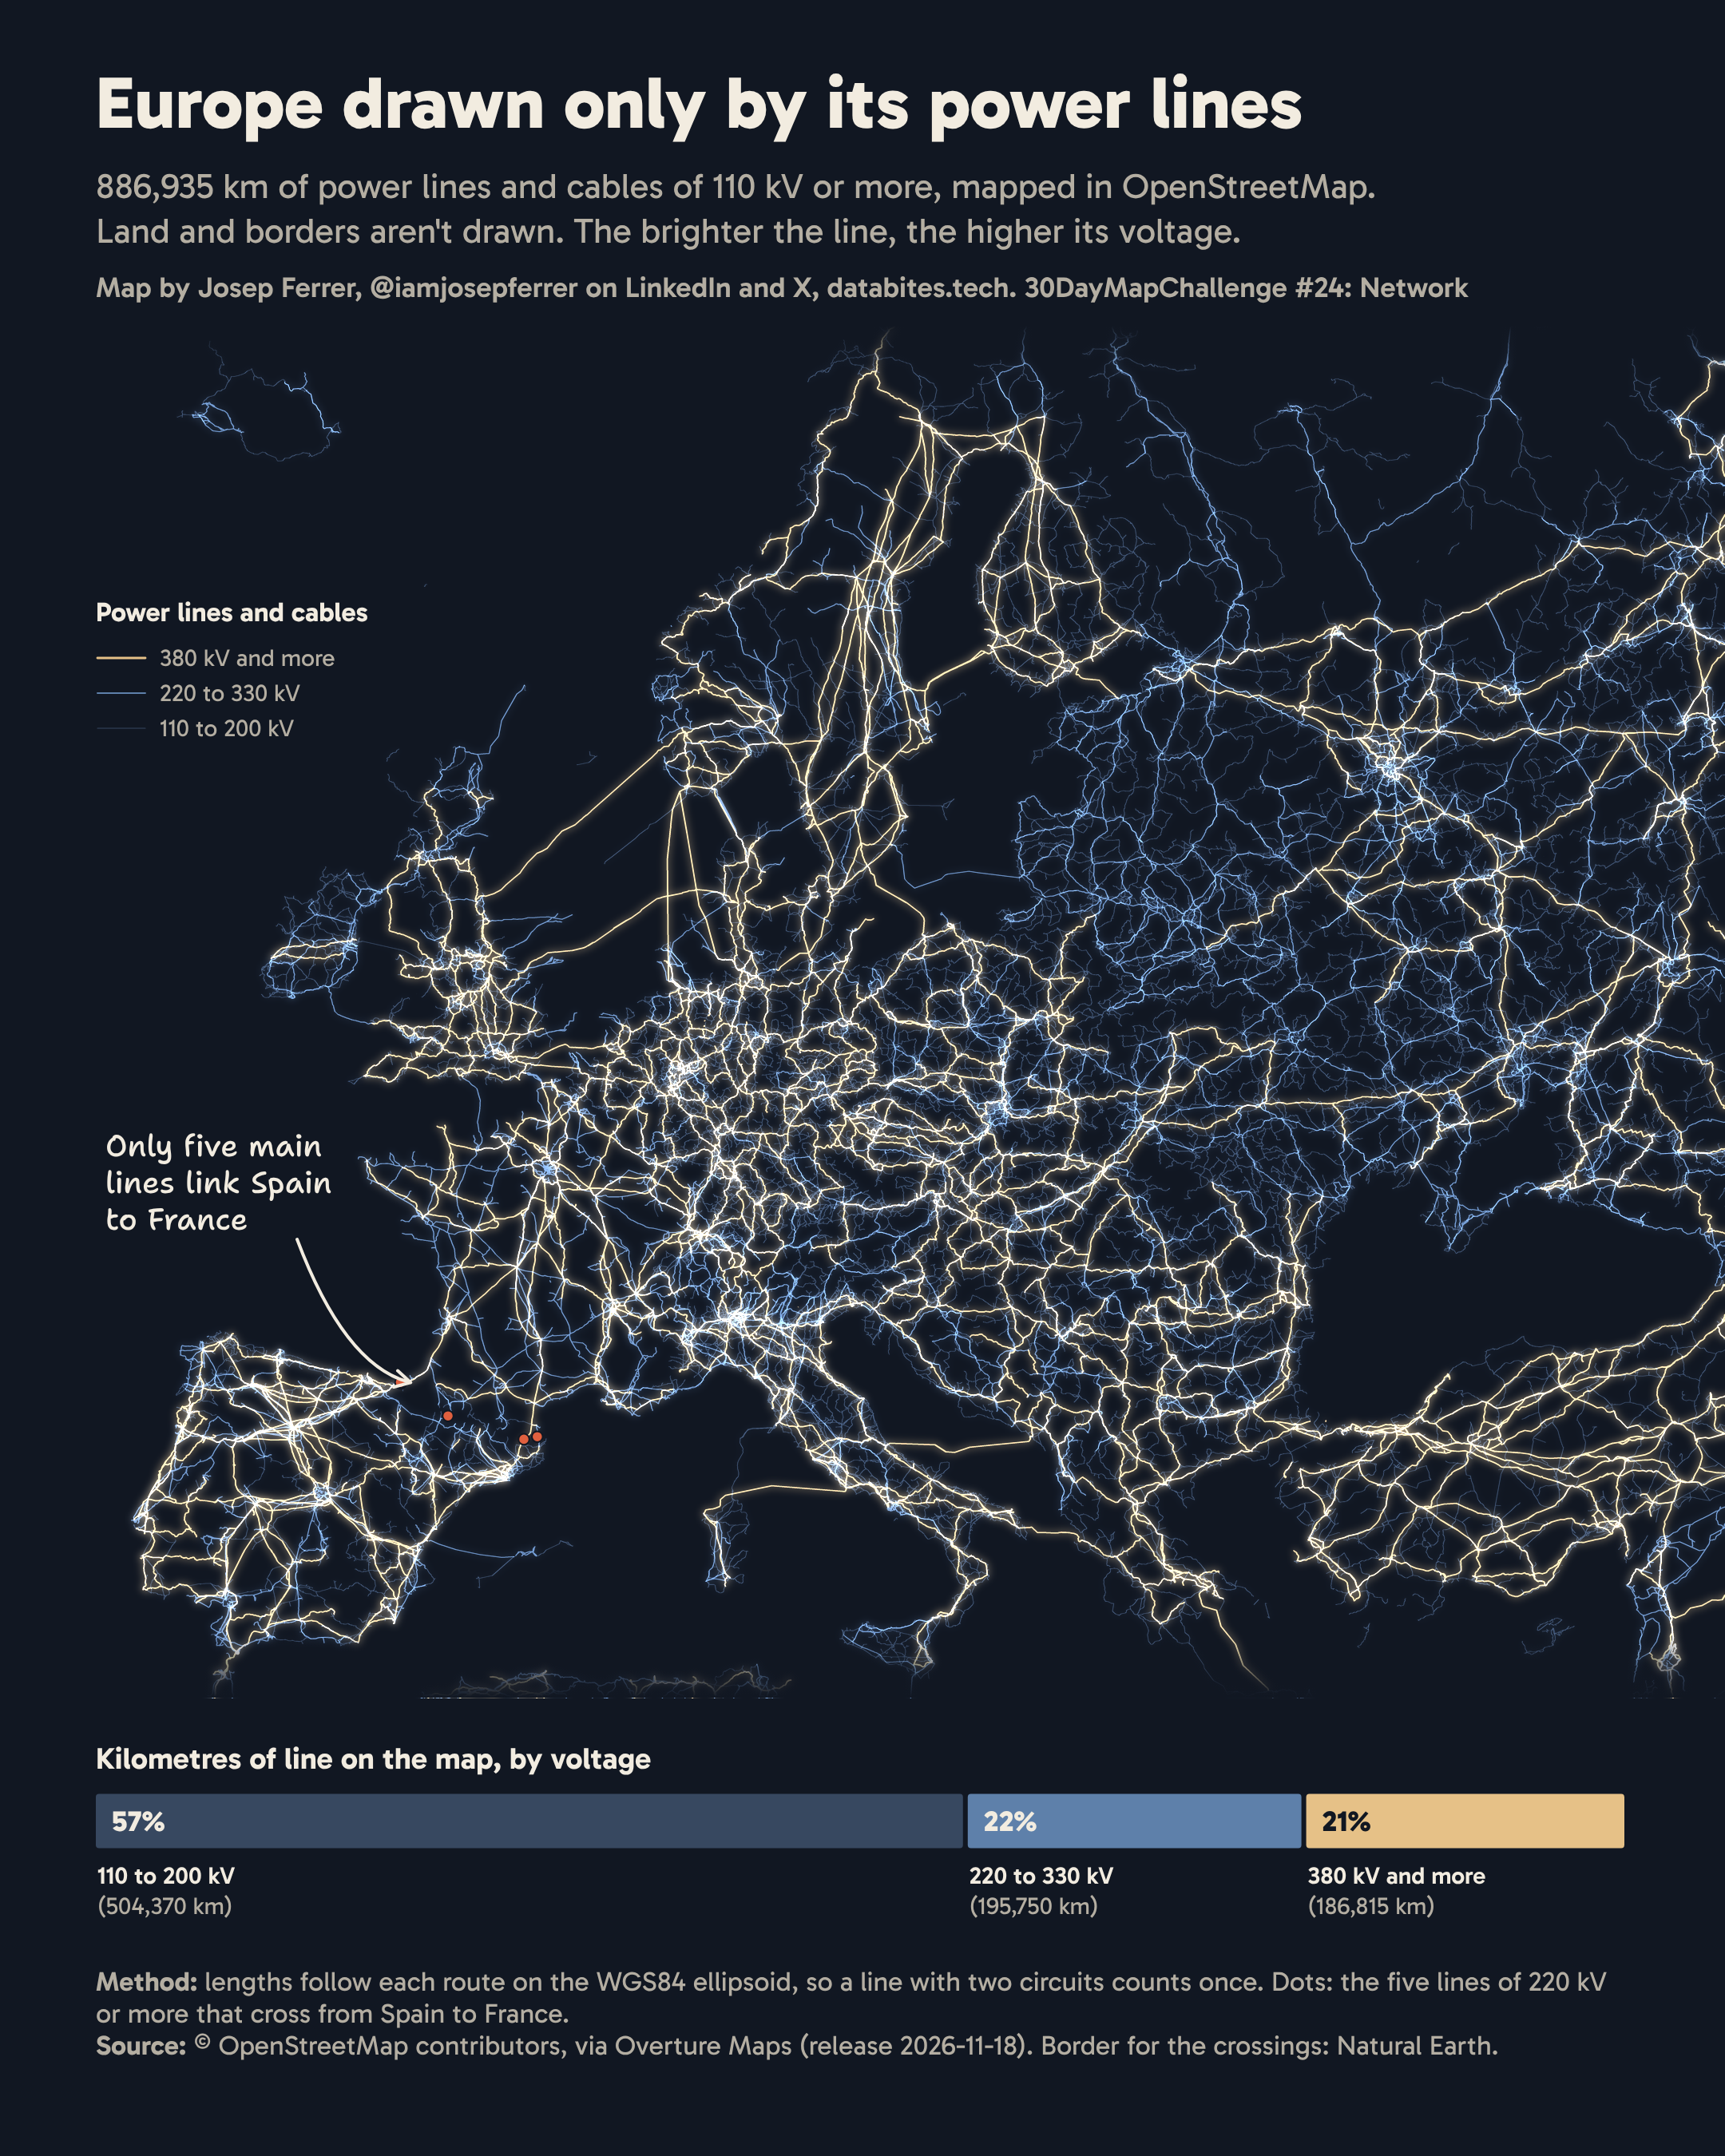 Europe drawn only by its power lines
886,935 km of power lines and cables of 110 kV or more, mapped in OpenStreetMap.
Land and borders aren't drawn. The brighter the line, the higher its voltage.
Map by Josep Ferrer, @iamjosepferrer on LinkedIn and X, databites.tech. 30DayMapChallenge #24: Network
Power lines and cables
380 kV and more
220 to 330 kV
110 to 200 kV
Only five main
lines link Spain
to France
Kilometres of line on the map, by voltage
57%
22%
21%
110 to 200 kV
(504,370 km)
220 to 330 kV
(195,750 km)
380 kV and more
(186,815 km)
Method: lengths follow each route on the WGS84 ellipsoid, so a line with two circuits counts once. Dots: the five lines of 220 kV
or more that cross from Spain to France.
Source: © OpenStreetMap contributors, via Overture Maps (release 2026-11-18). Border for the crossings: Natural Earth.